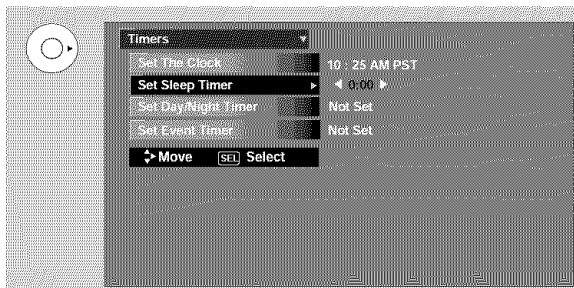 Timers
Set The Clock 10 : 25 AM PST
Set Sleep Timer 0:00
Set Day/Night Timer Not Set
Set Event Timer Not Set
Move SEL Select